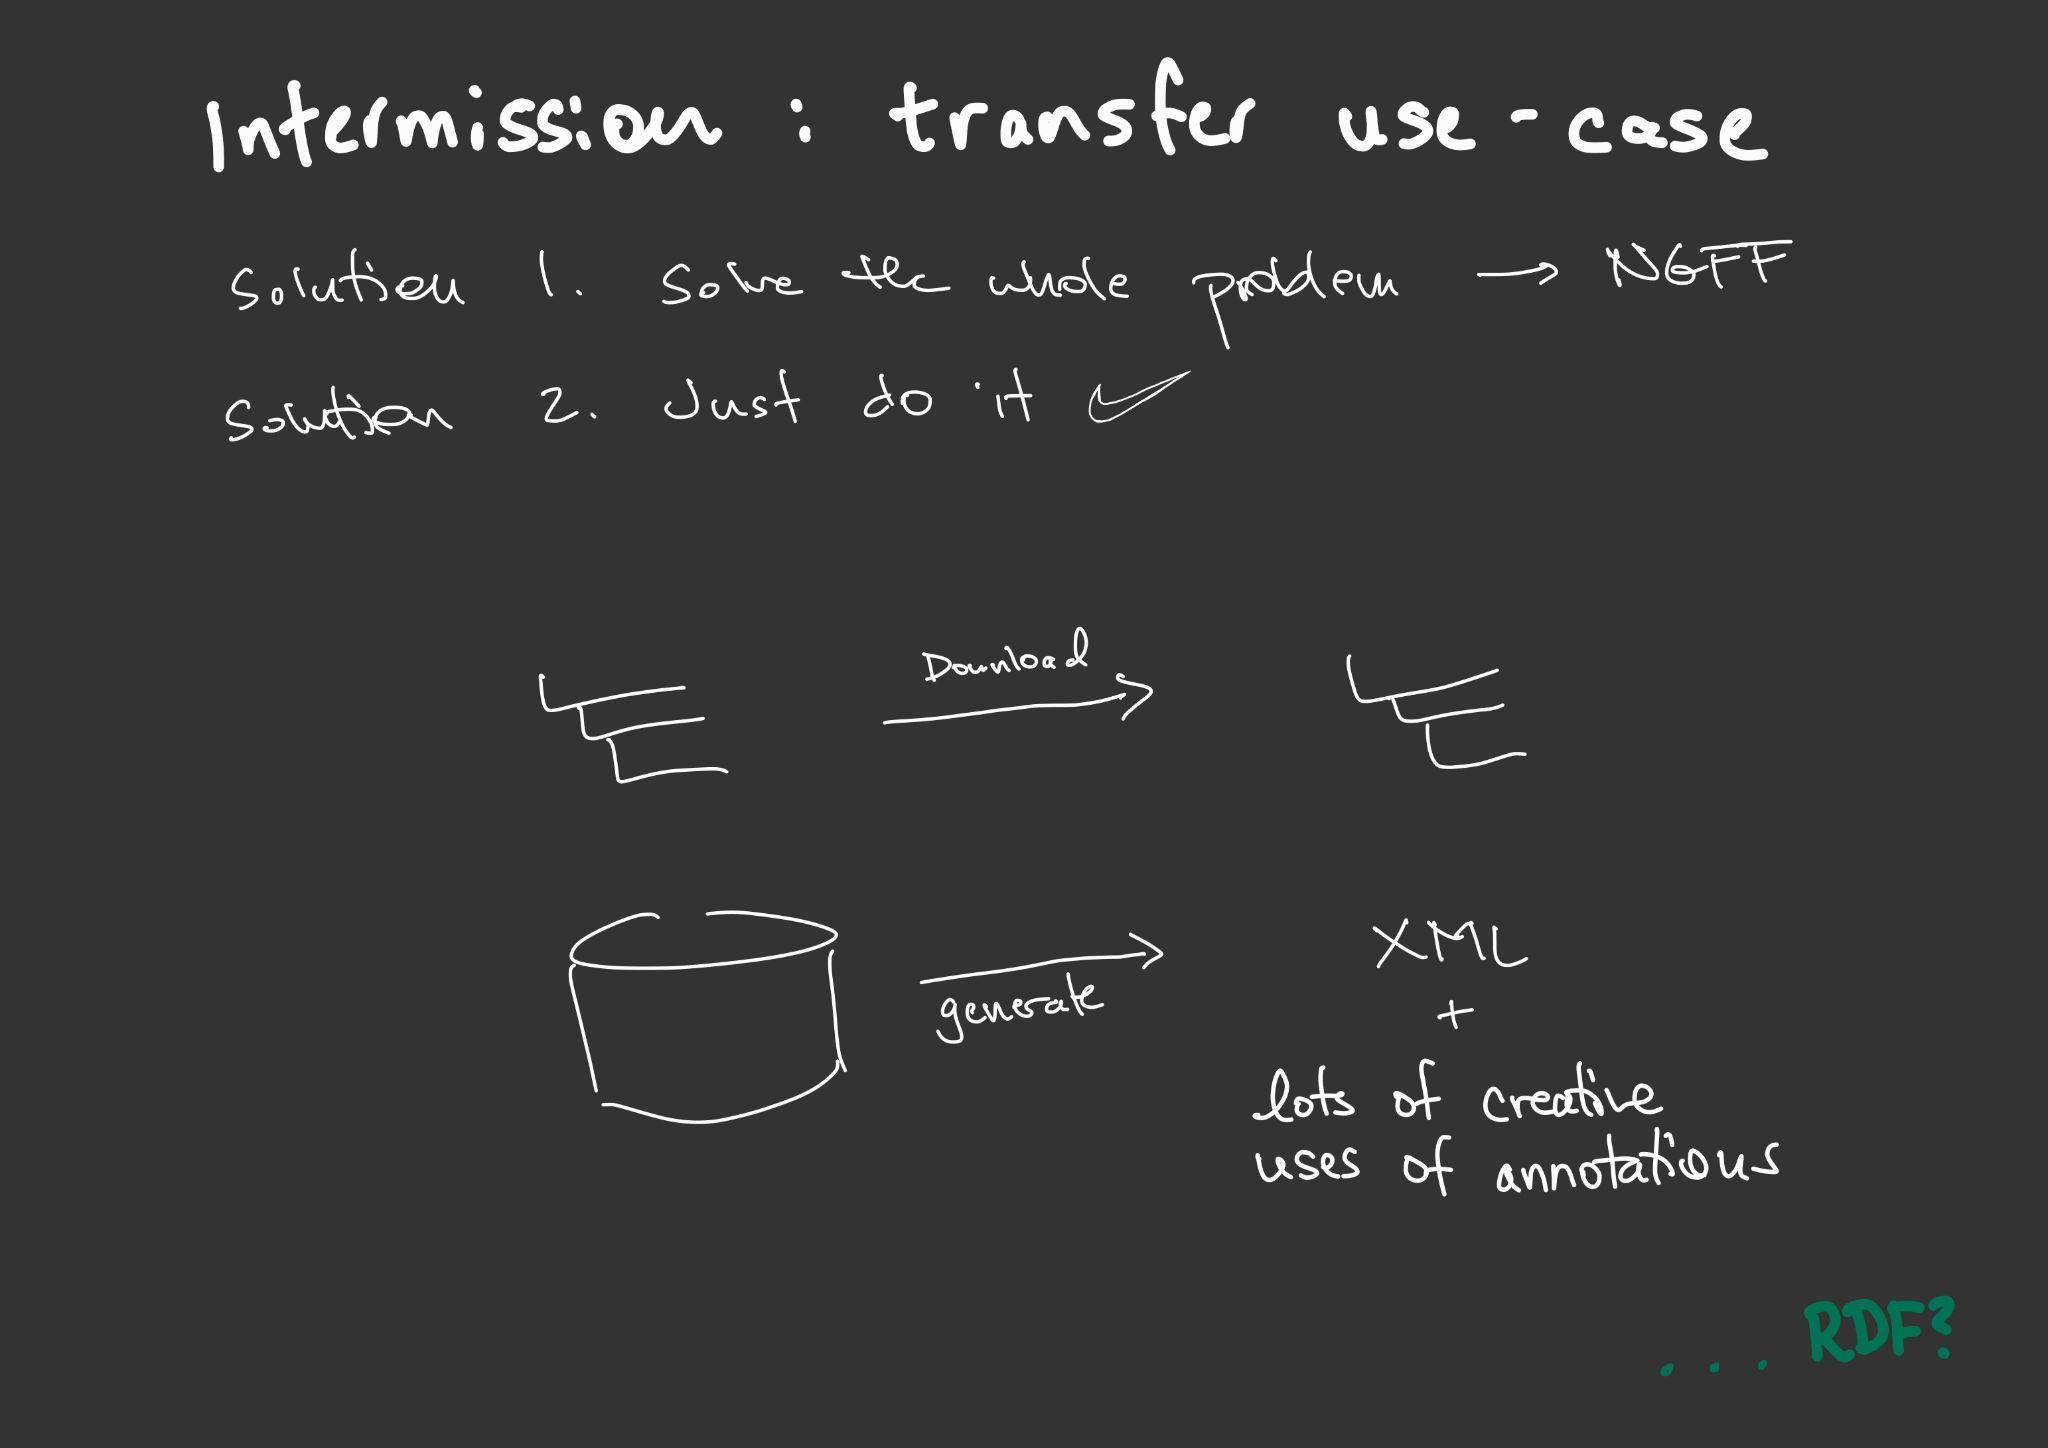 Intermission : transfer use-case
Solution 1. Solve the whole problem → NGFF
Solution 2. Just do it ✓
Download
generate
XML
+
lots of creative
uses of annotations
... RDF?